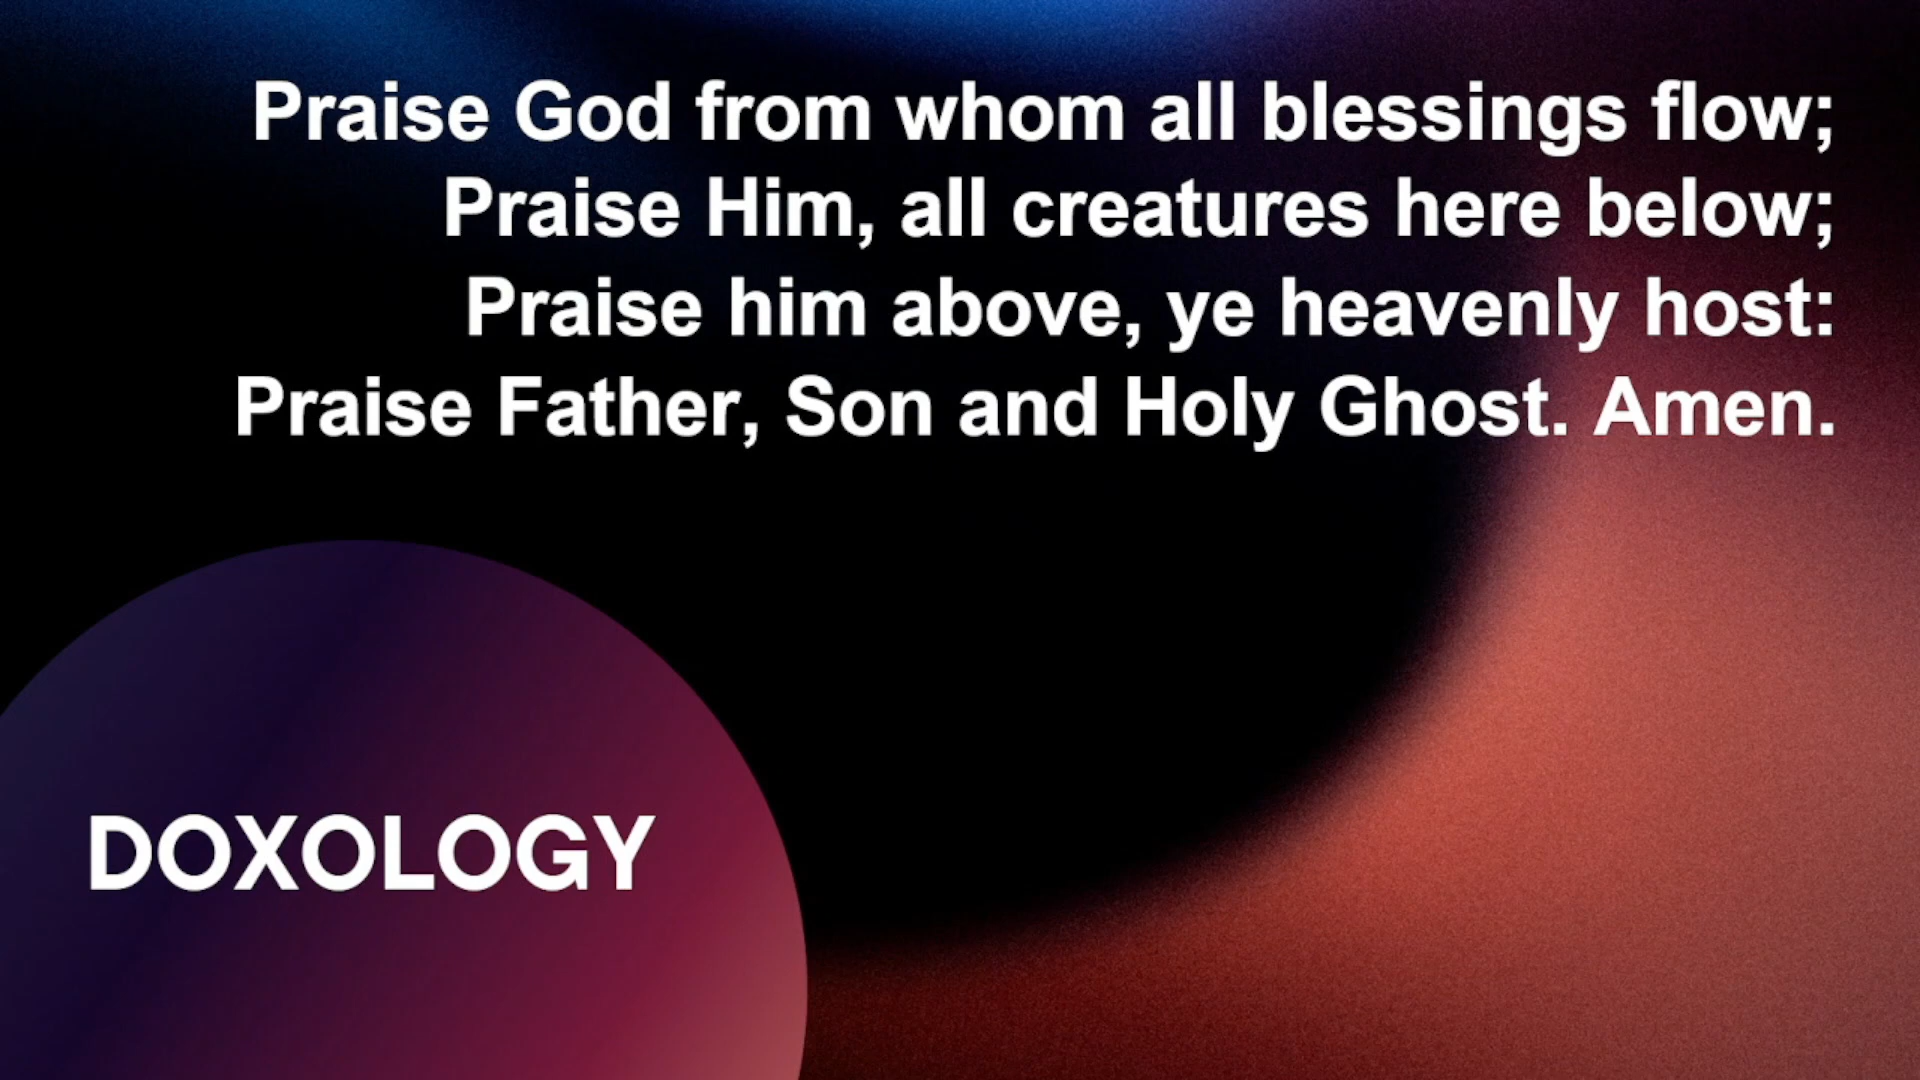 Praise God from whom all blessings flow;
Praise Him, all creatures here below;
Praise him above, ye heavenly host:
Praise Father, Son and Holy Ghost. Amen.
DOXOLOGY